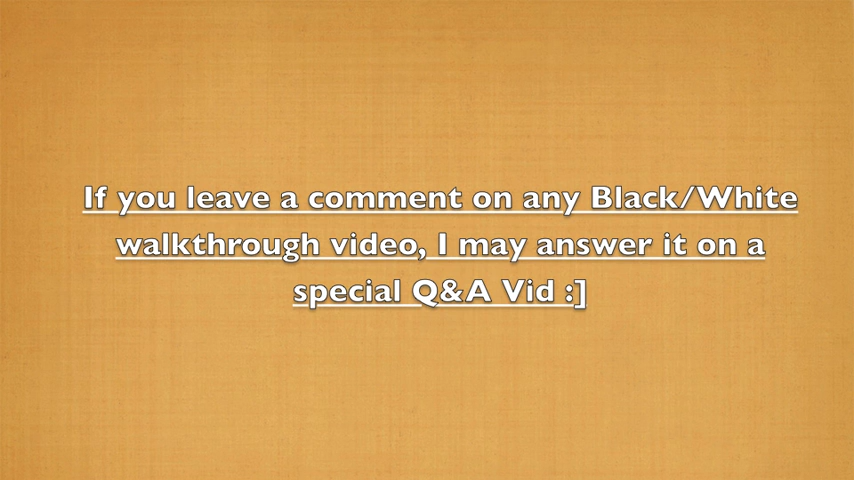 If you leave a comment on any Black/White
walkthrough video, I may answer it on a
special Q&A Vid :]